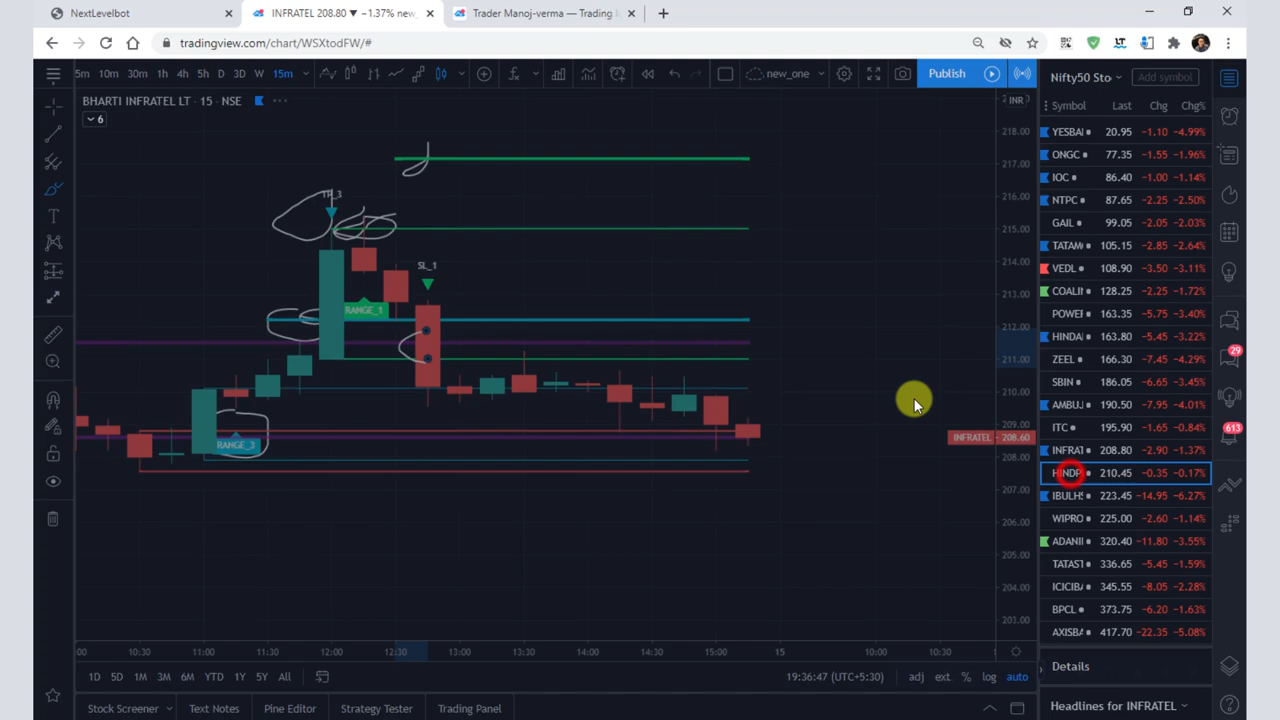 NextLevelbot
INFRATEL 208.80 ▼ −1.37% new_
Trader Manoj-verma — Trading I
tradingview.com/chart/WSXtodFW/#
5m 10m 30m 1h 4h 5h D 3D W 15m
new_one
Publish
Nifty50 Sto
Add symbol
BHARTI INFRATEL LT · 15 · NSE
6
INR
Symbol Last Chg Chg%
YESBAI 20.95 −1.10 −4.99%
ONGC 77.35 −1.55 −1.96%
IOC 86.40 −1.00 −1.14%
NTPC 87.65 −2.25 −2.50%
GAIL 99.05 −2.05 −2.03%
TATAM 105.15 −2.85 −2.64%
VEDL 108.90 −3.50 −3.11%
COALIN 128.25 −2.25 −1.72%
POWEF 163.35 −5.75 −3.40%
HINDA 163.80 −5.45 −3.22%
ZEEL 166.30 −7.45 −4.29%
SBIN 186.05 −6.65 −3.45%
AMBUJ 190.50 −7.95 −4.01%
ITC 195.90 −1.65 −0.84%
INFRAT 208.80 −2.90 −1.37%
HINDP 210.45 −0.35 −0.17%
IBULHS 223.45 −14.95 −6.27%
WIPRO 225.00 −2.60 −1.14%
ADANII 320.40 −11.80 −3.55%
TATAST 336.65 −5.45 −1.59%
ICICIBA 345.55 −8.05 −2.28%
BPCL 373.75 −6.20 −1.63%
AXISBA 417.70 −22.35 −5.08%
29
613
TP_3
SL_1
RANGE_1
RANGE_3
218.00
217.00
216.00
215.00
214.00
213.00
212.00
211.00
210.00
209.00
INFRATEL 208.60
208.00
207.00
206.00
205.00
204.00
203.00
:00 10:30 11:00 11:30 12:00 12:30 13:00 13:30 14:00 14:30 15:00 10:00 10:30
1D 5D 1M 3M 6M YTD 1Y 5Y All
19:36:47 (UTC+5:30)
adj ext % log auto
Details
Stock Screener Text Notes Pine Editor Strategy Tester Trading Panel
Headlines for INFRATEL